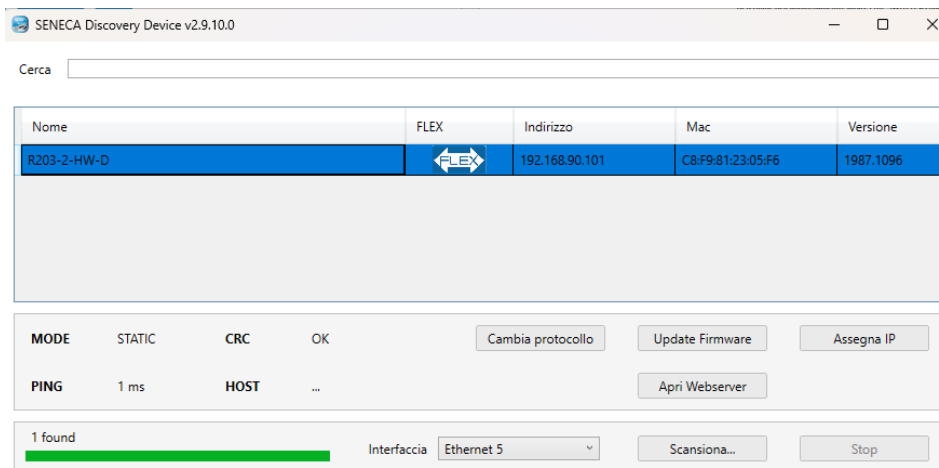 SENECA Discovery Device v2.9.10.0
Cerca
Nome FLEX Indirizzo Mac Versione
R203-2-HW-D FLEX 192.168.90.101 C8:F9:81:23:05:F6 1987.1096
MODE STATIC CRC OK Cambia protocollo Update Firmware Assegna IP
PING 1 ms HOST ... Apri Webserver
1 found
Interfaccia Ethernet 5 Scansiona... Stop